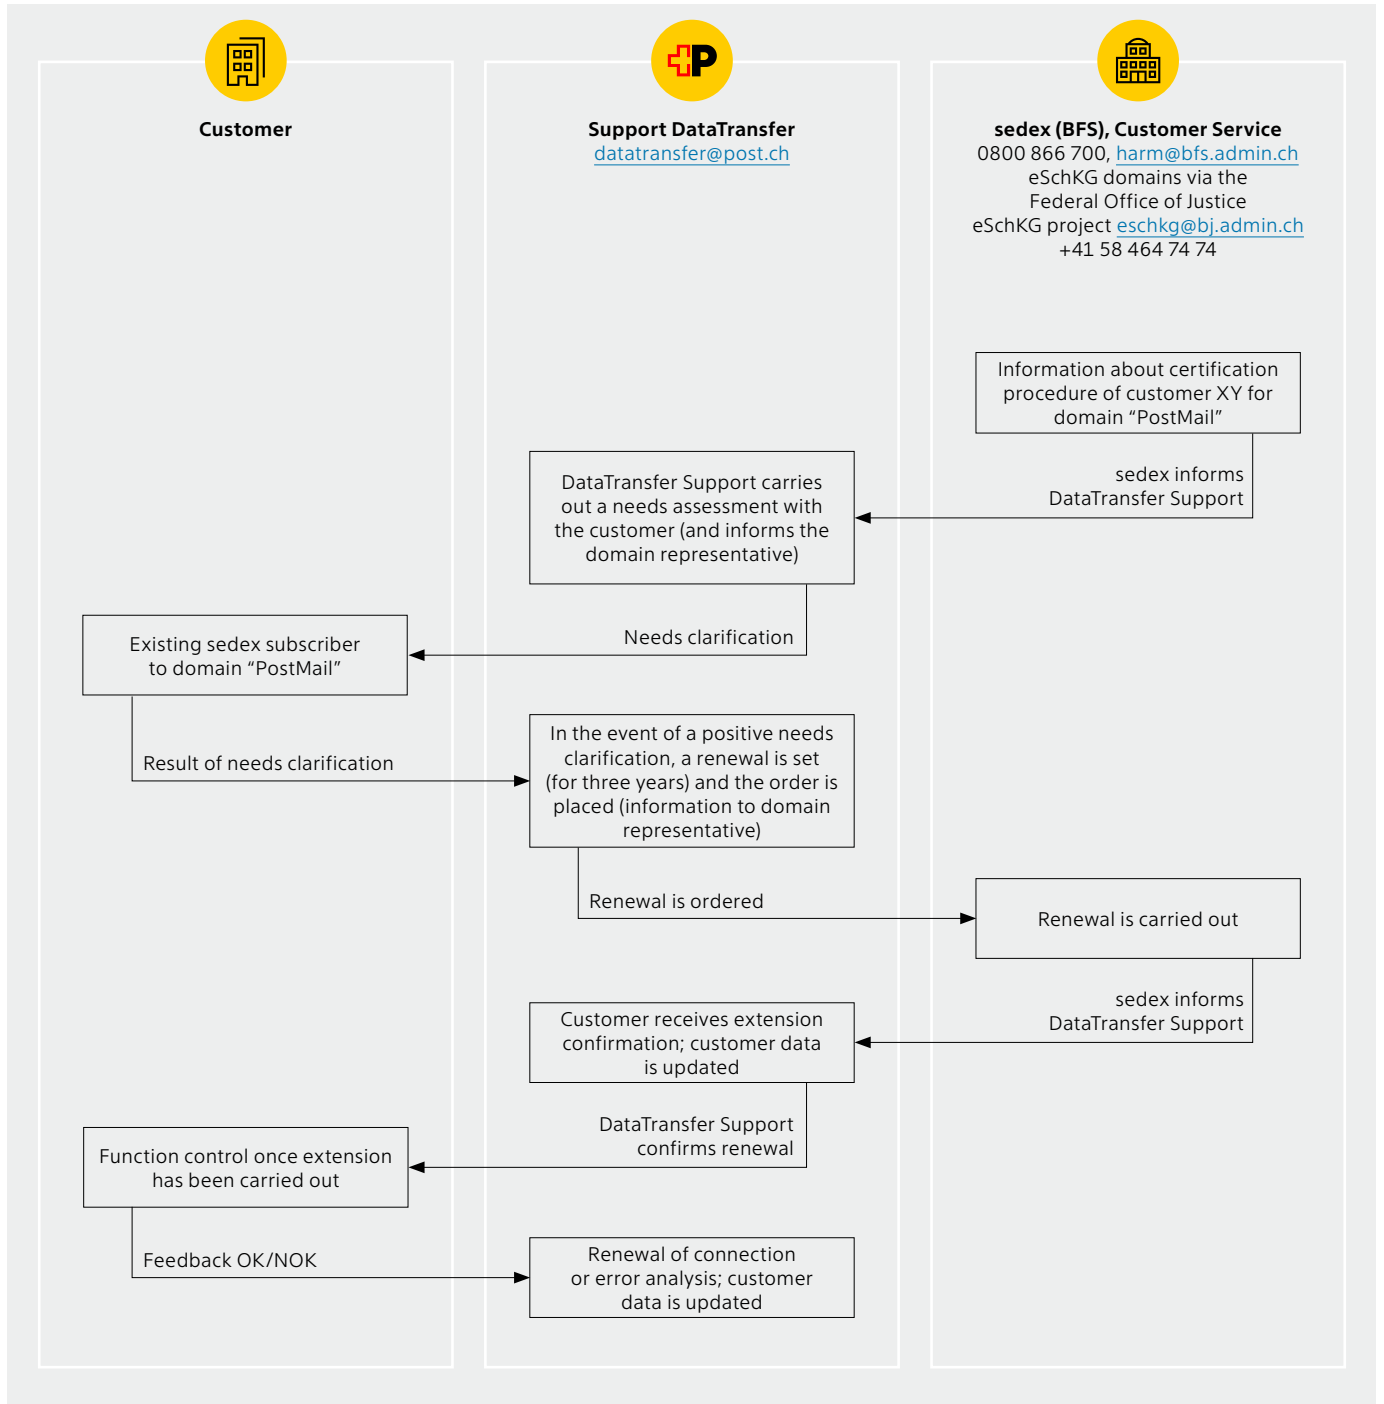 P
Customer
Support DataTransfer
datatransfer@post.ch
sedex (BFS), Customer Service
0800 866 700, harm@bfs.admin.ch
eSchKG domains via the
Federal Office of Justice
eSchKG project eschkg@bj.admin.ch
+41 58 464 74 74
Information about certification
procedure of customer XY for
domain “PostMail”
sedex informs
DataTransfer Support
DataTransfer Support carries
out a needs assessment with
the customer (and informs the
domain representative)
Needs clarification
Existing sedex subscriber
to domain “PostMail”
Result of needs clarification
In the event of a positive needs
clarification, a renewal is set
(for three years) and the order is
placed (information to domain
representative)
Renewal is ordered
Renewal is carried out
sedex informs
DataTransfer Support
Customer receives extension
confirmation; customer data
is updated
DataTransfer Support
confirms renewal
Function control once extension
has been carried out
Feedback OK/NOK
Renewal of connection
or error analysis; customer
data is updated